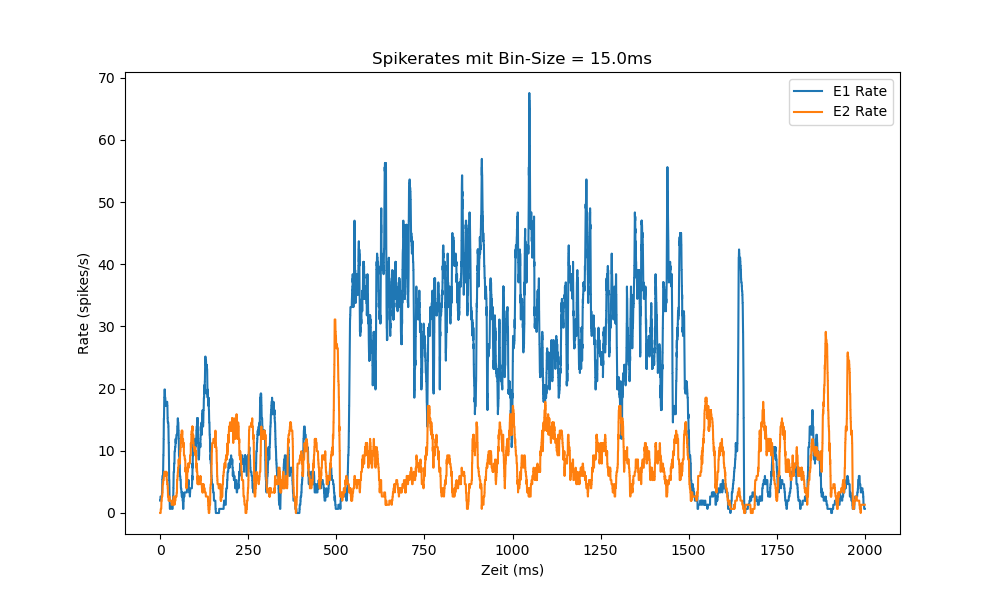 Spikerates mit Bin-Size = 15.0ms
E1 Rate
E2 Rate
70
60
50
40
30
20
10
0
Rate (spikes/s)
0 250 500 750 1000 1250 1500 1750 2000
Zeit (ms)